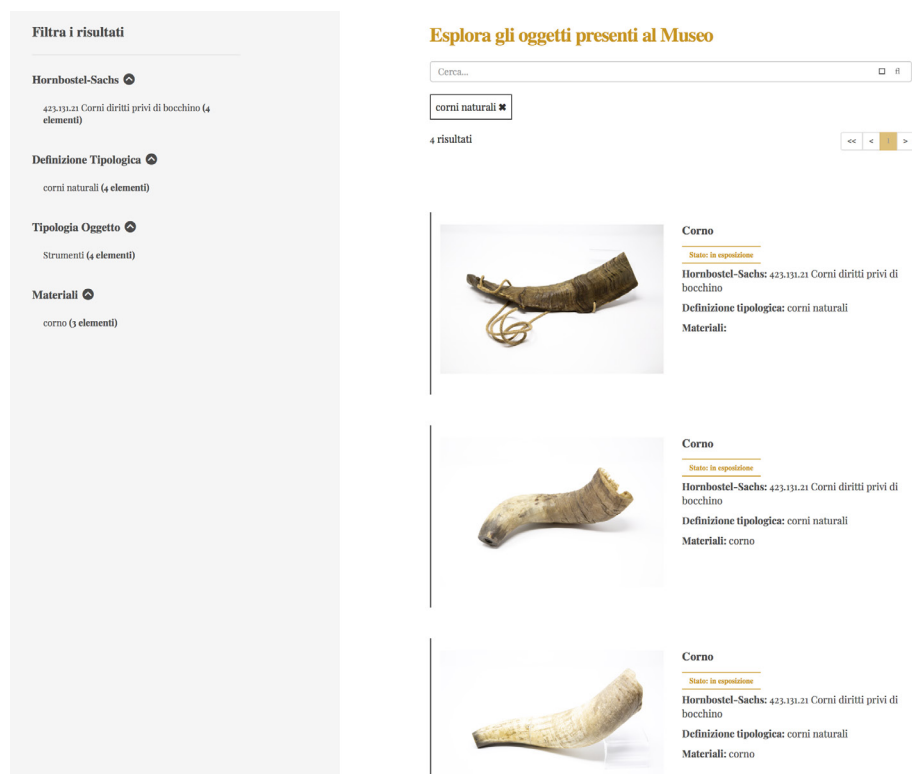 Filtra i risultati
Hornbostel-Sachs
423.131.21 Corni diritti privi di bocchino (4
elementi)
Definizione Tipologica
corni naturali (4 elementi)
Tipologia Oggetto
Strumenti (4 elementi)
Materiali
corno (3 elementi)
Esplora gli oggetti presenti al Museo
Cerca...
corni naturali ✖
4 risultati
<< < 1 >
Corno
Stato: in esposizione
Hornbostel-Sachs: 423.131.21 Corni diritti privi di
bocchino
Definizione tipologica: corni naturali
Materiali:
Corno
Stato: in esposizione
Hornbostel-Sachs: 423.131.21 Corni diritti privi di
bocchino
Definizione tipologica: corni naturali
Materiali: corno
Corno
Stato: in esposizione
Hornbostel-Sachs: 423.131.21 Corni diritti privi di
bocchino
Definizione tipologica: corni naturali
Materiali: corno